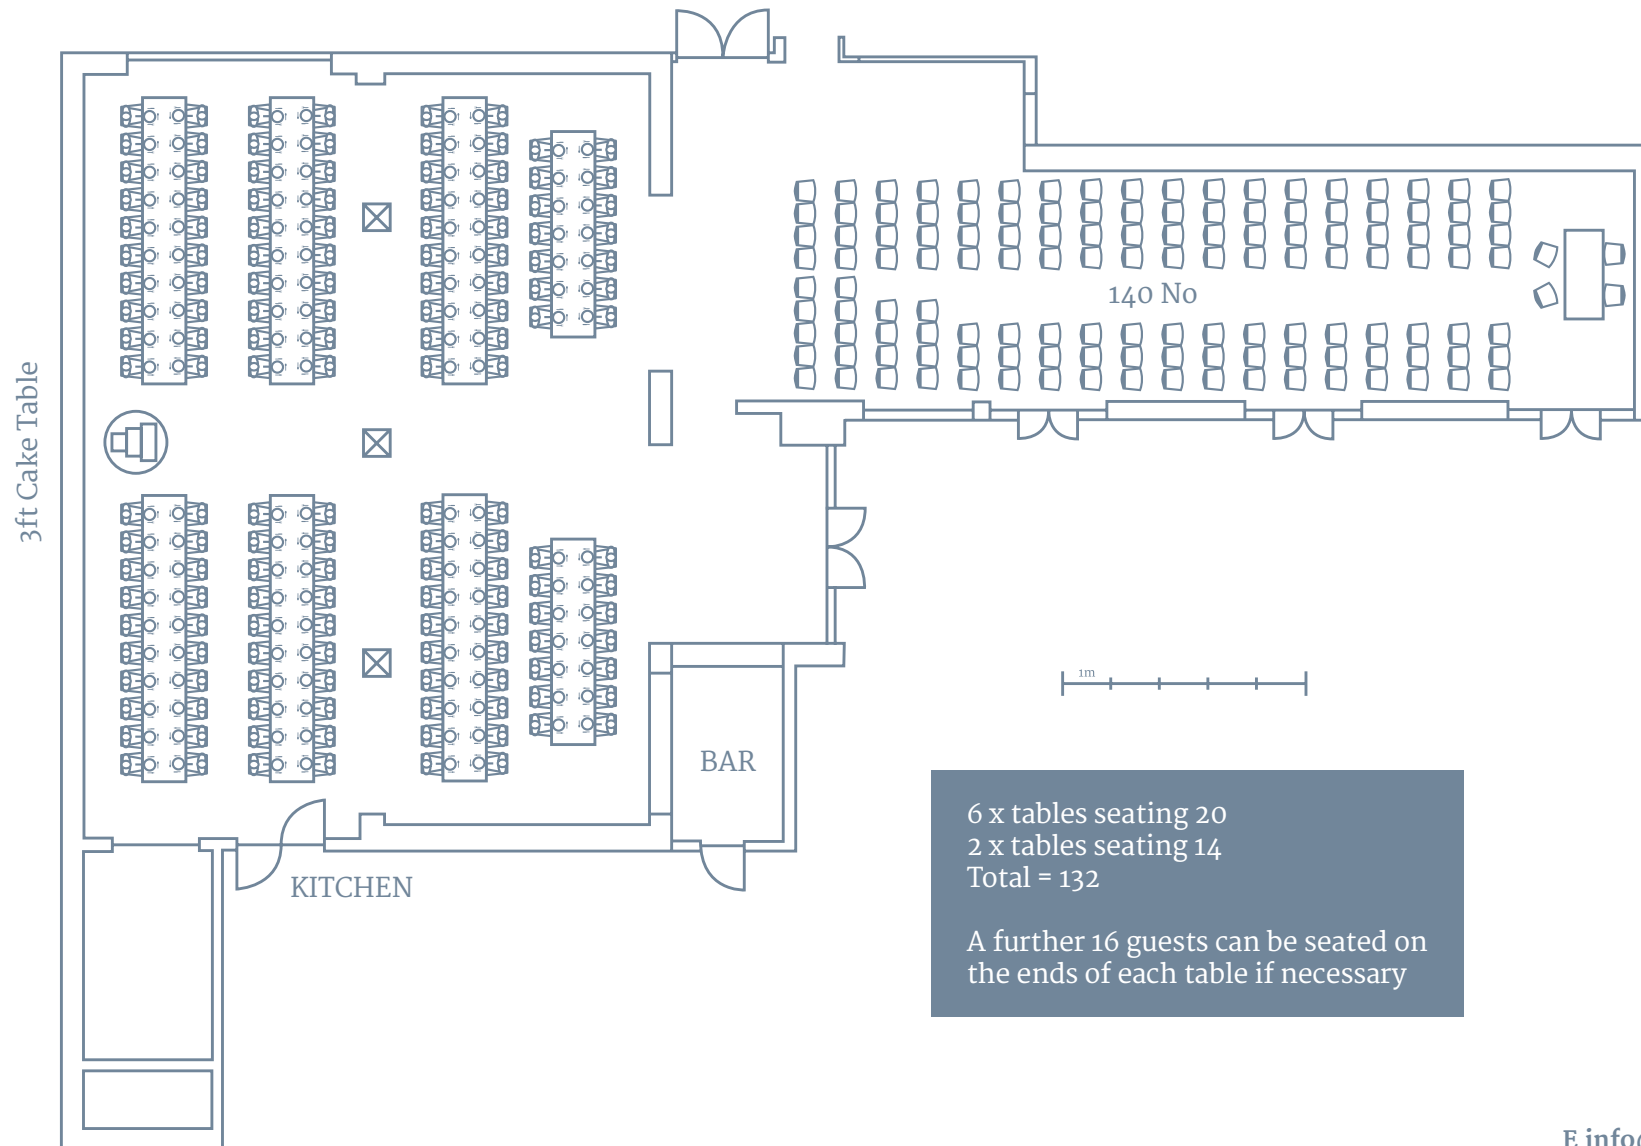 140 No
3ft Cake Table
1m
BAR
KITCHEN
6 x tables seating 20
2 x tables seating 14
Total = 132
A further 16 guests can be seated on
the ends of each table if necessary
E